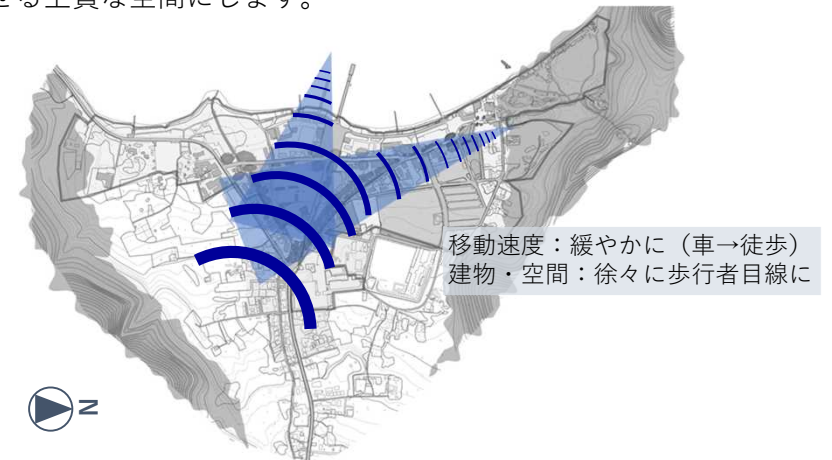 せる上質な空間にします。
移動速度：緩やかに（車→徒歩）
建物・空間：徐々に歩行者目線に
N